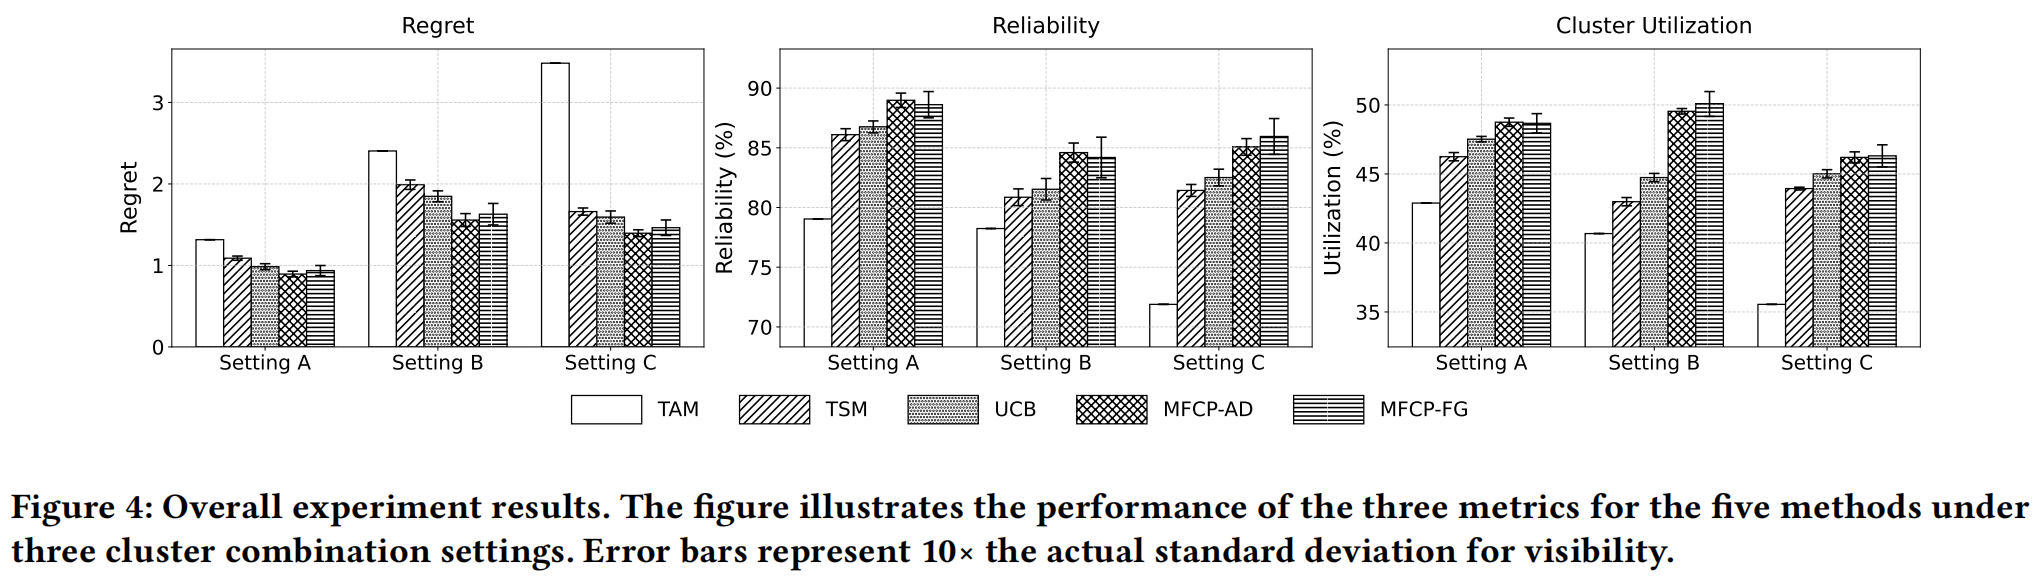 Regret
Regret
3
2
1
0
Setting A
Setting B
Setting C
Reliability
Reliability (%)
90
85
80
75
70
Setting A
Setting B
Setting C
Cluster Utilization
Utilization (%)
50
45
40
35
Setting A
Setting B
Setting C
TAM
TSM
UCB
MFCP-AD
MFCP-FG
Figure 4: Overall experiment results. The figure illustrates the performance of the three metrics for the five methods under
three cluster combination settings. Error bars represent 10× the actual standard deviation for visibility.